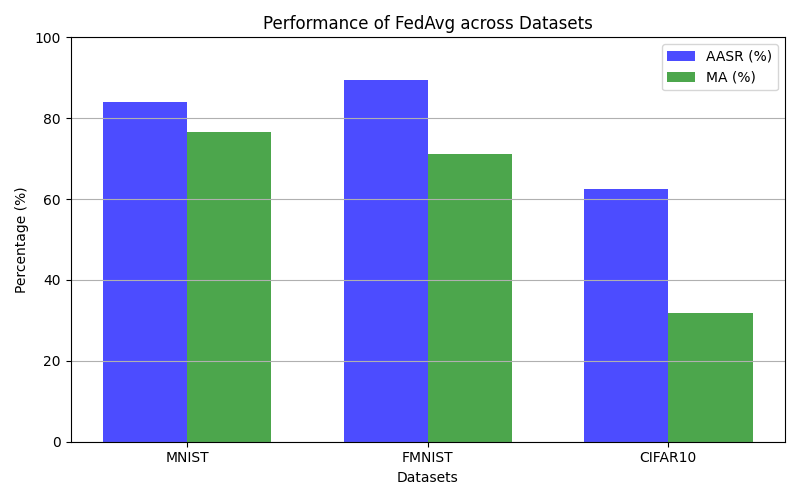 Performance of FedAvg across Datasets
AASR (%)
MA (%)
Percentage (%)
100
80
60
40
20
0
MNIST
FMNIST
CIFAR10
Datasets